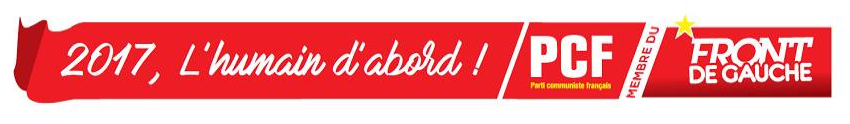 2017, L'humain d'abord !
PCF
Parti communiste français
MEMBRE DU
FRONT
DE GAUCHE